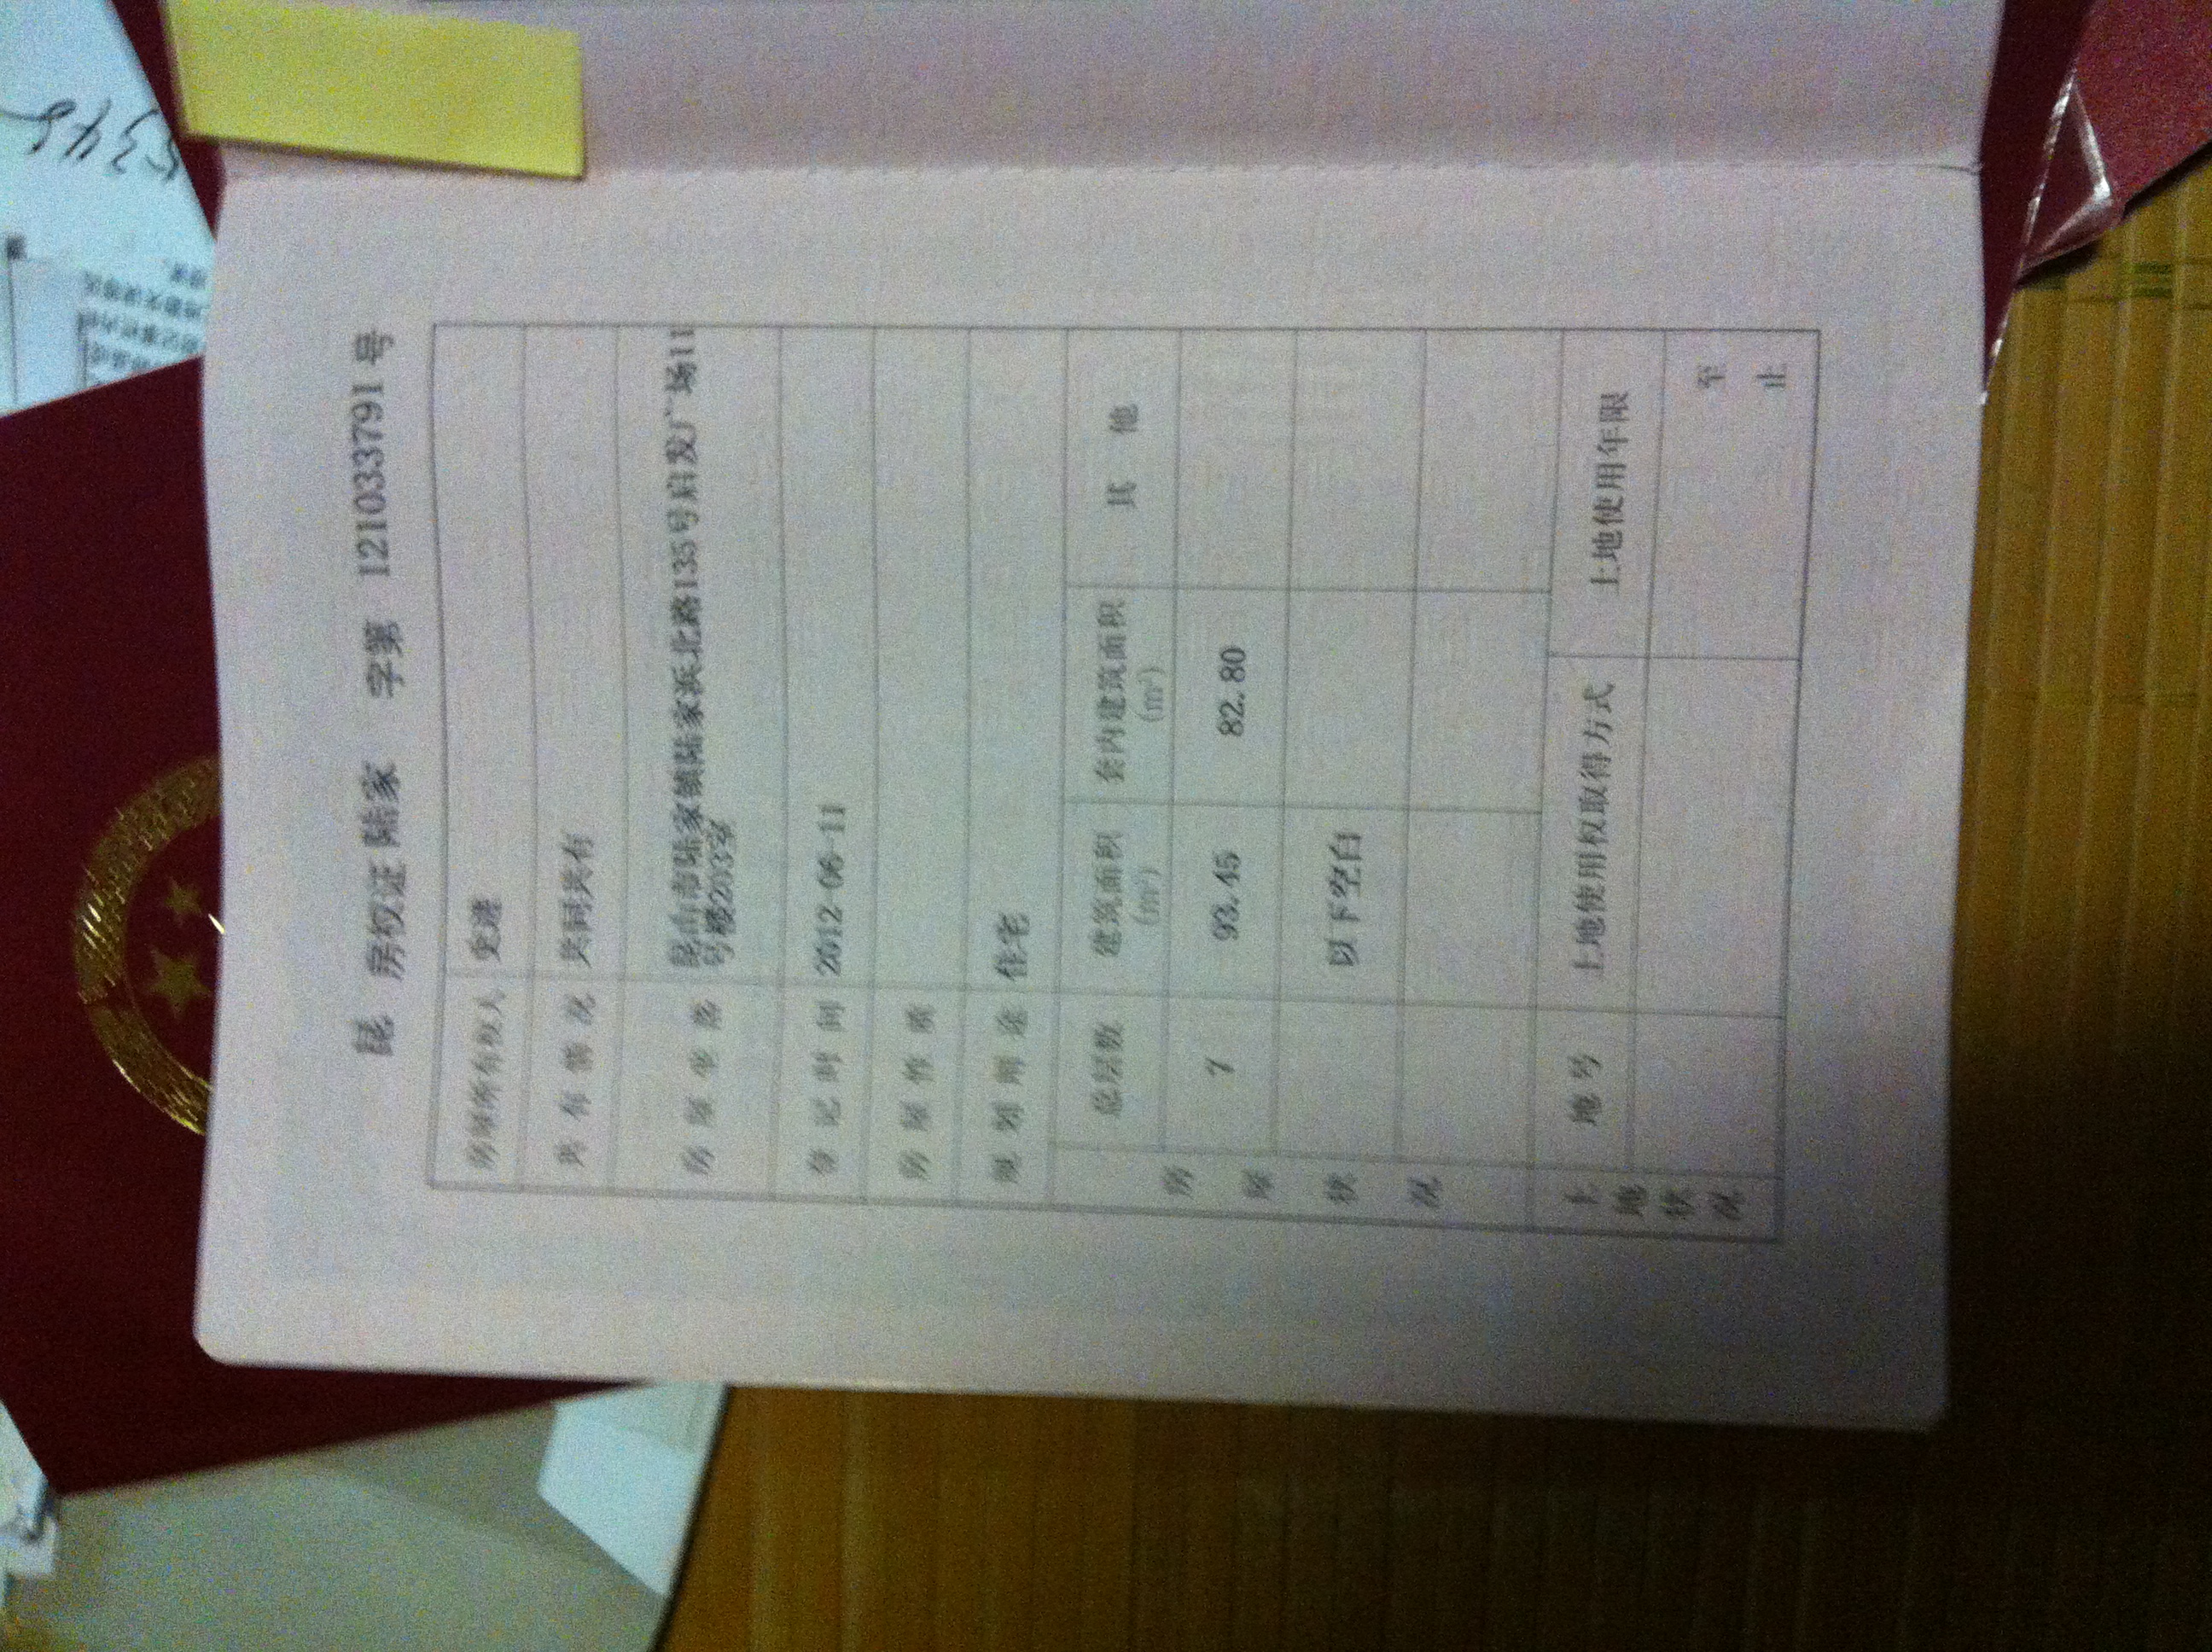 昆 房权证 陆家 字第 121033791 号
房屋所有权人
共有情况 共同共有
房屋坐落 昆山市陆家镇陆家浜北路135号启发广场11
号楼203室
登记时间 2012-06-11
房屋性质
规划用途 住宅
房屋状况
总层数 建筑面积(m²) 套内建筑面积(m²) 其他
7 93.45 82.80
以下空白
土地状况
地号 土地使用权取得方式 土地使用年限
至
止